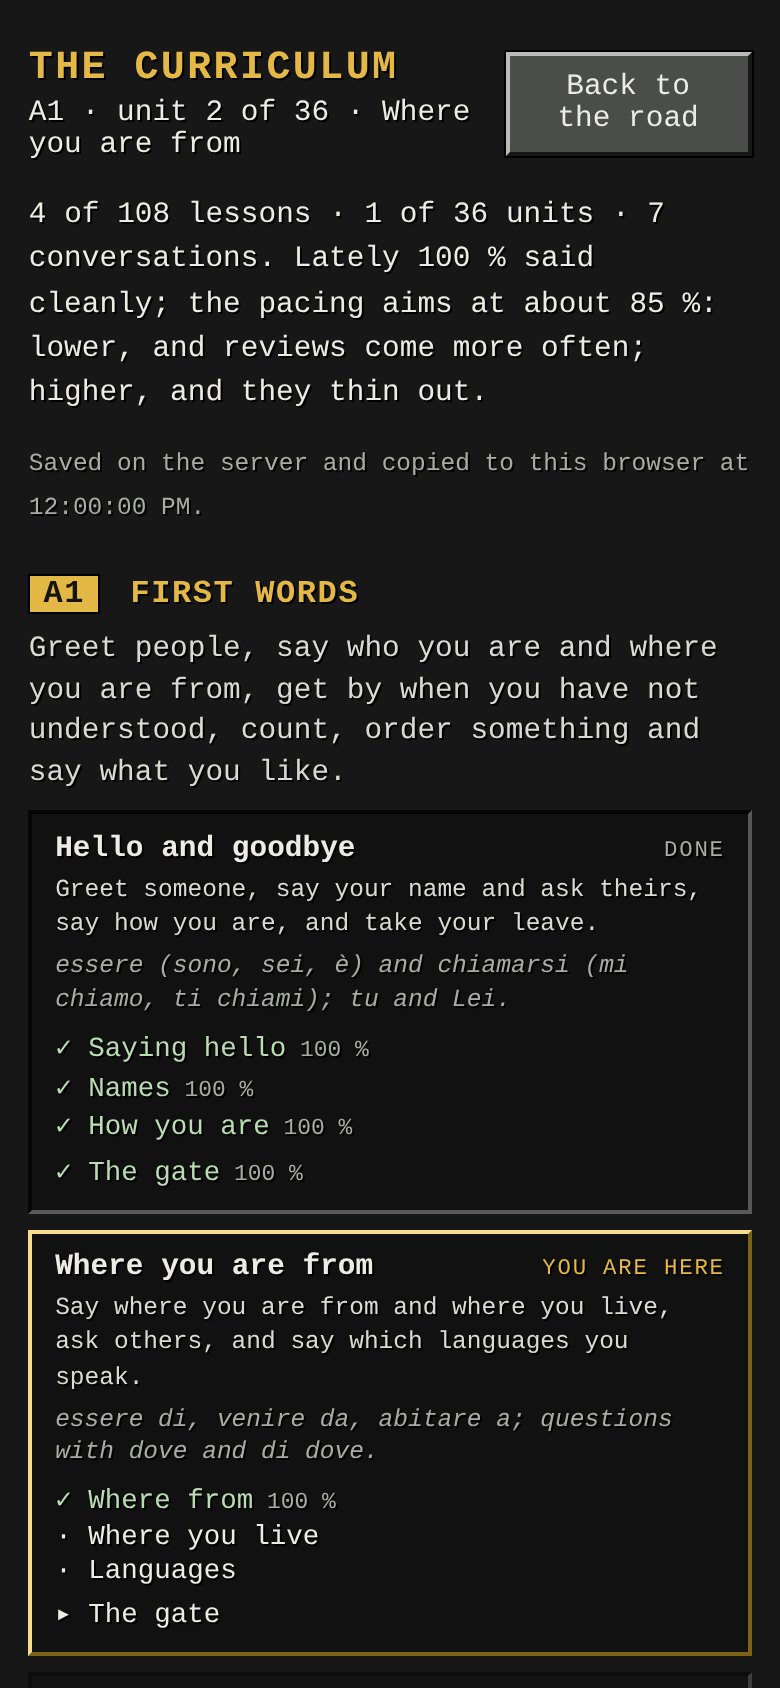 THE CURRICULUM
A1 · unit 2 of 36 · Where
you are from
Back to
the road
4 of 108 lessons · 1 of 36 units · 7
conversations. Lately 100 % said
cleanly; the pacing aims at about 85 %:
lower, and reviews come more often;
higher, and they thin out.
Saved on the server and copied to this browser at
12:00:00 PM.
A1 FIRST WORDS
Greet people, say who you are and where
you are from, get by when you have not
understood, count, order something and
say what you like.
Hello and goodbye DONE
Greet someone, say your name and ask theirs,
say how you are, and take your leave.
essere (sono, sei, è) and chiamarsi (mi
chiamo, ti chiami); tu and Lei.
✓ Saying hello 100 %
✓ Names 100 %
✓ How you are 100 %
✓ The gate 100 %
Where you are from YOU ARE HERE
Say where you are from and where you live,
ask others, and say which languages you
speak.
essere di, venire da, abitare a; questions
with dove and di dove.
✓ Where from 100 %
· Where you live
· Languages
▸ The gate